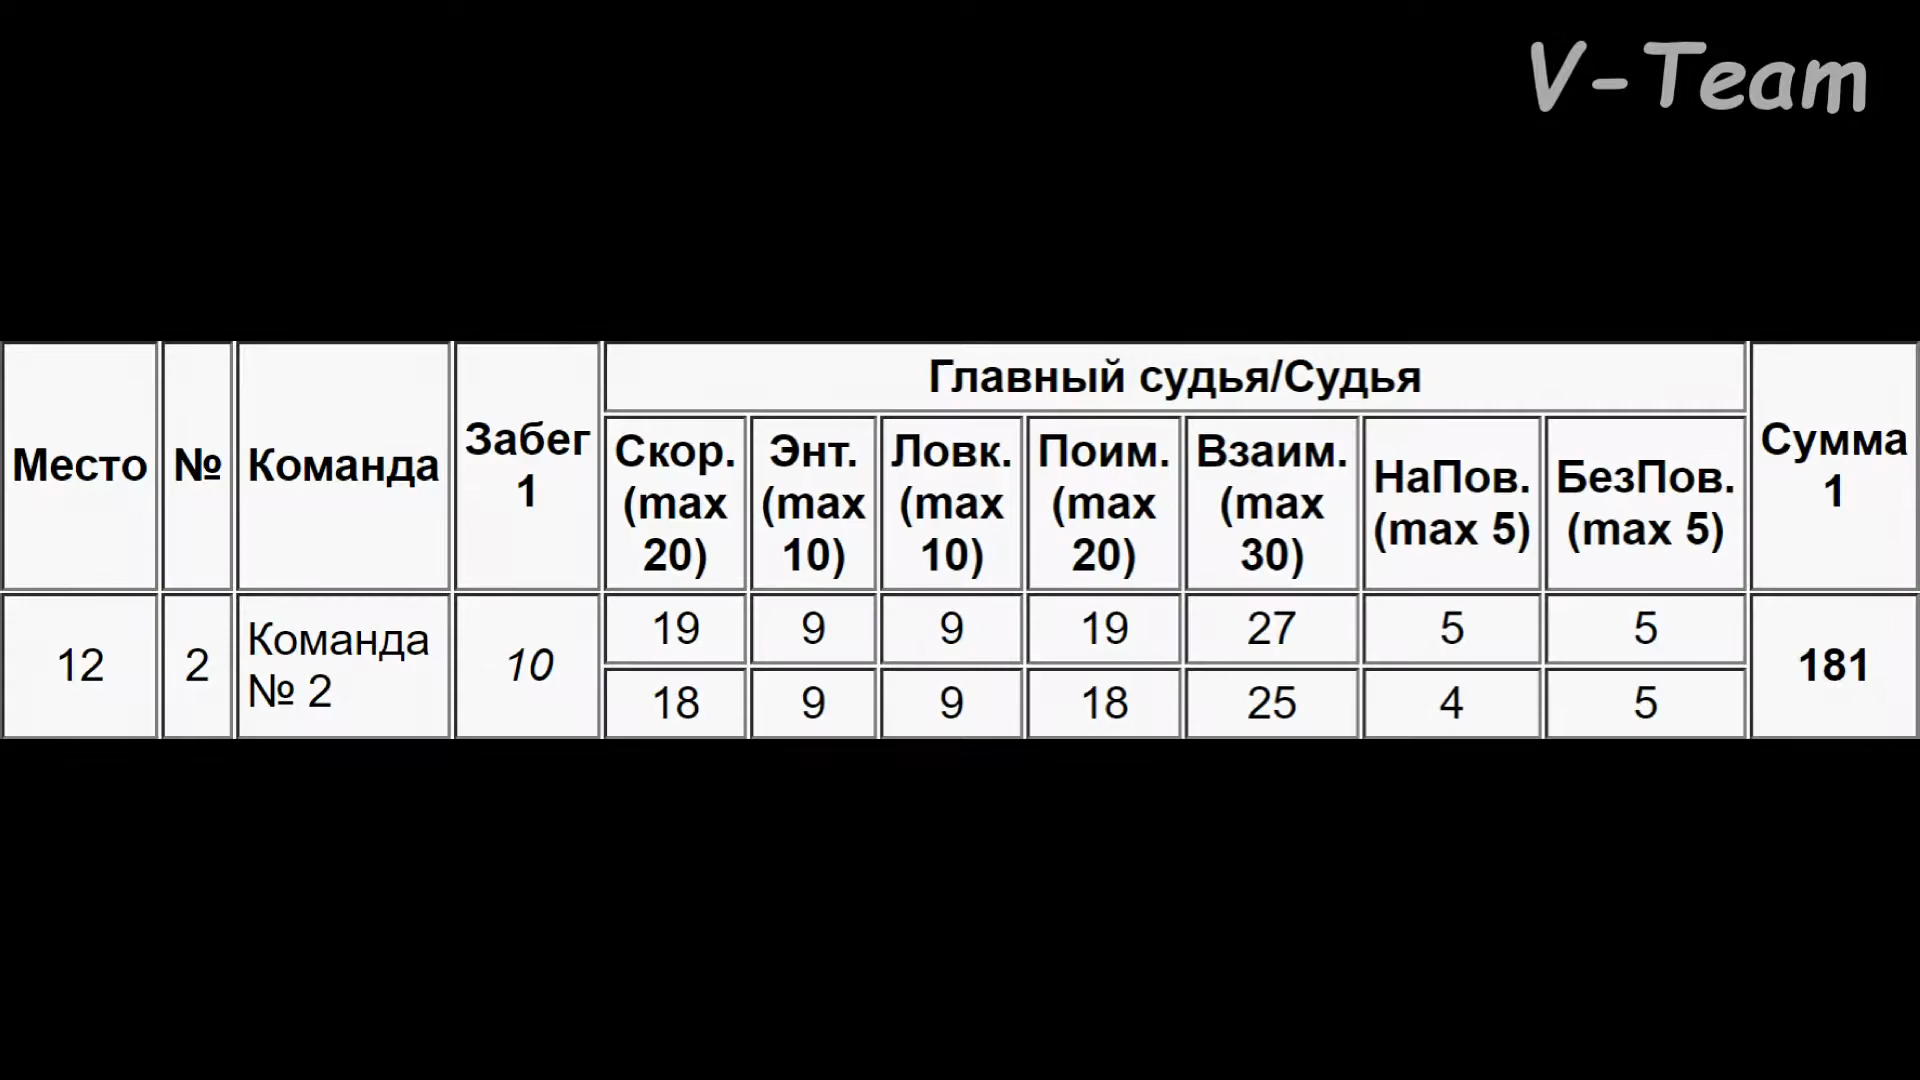 V-Team
Главный судья/Судья
Место
№
Команда
Забег
1
Скор.
(max
20)
Энт.
(max
10)
Ловк.
(max
10)
Поим.
(max
20)
Взаим.
(max
30)
НаПов.
(max 5)
БезПов.
(max 5)
Сумма
1
12
2
Команда
№ 2
10
19
9
9
19
27
5
5
18
9
9
18
25
4
5
181